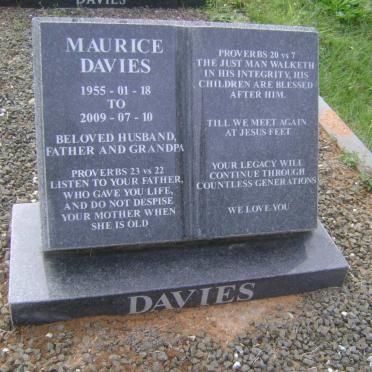 DAVIES
MAURICE
DAVIES
1955 - 01 - 18
TO
2009 - 07 - 10
BELOVED HUSBAND,
FATHER AND GRANDPA
PROVERBS 23 vs 22
LISTEN TO YOUR FATHER,
WHO GAVE YOU LIFE,
AND DO NOT DESPISE
YOUR MOTHER WHEN
SHE IS OLD
PROVERBS 20 vs 7
THE JUST MAN WALKETH
IN HIS INTEGRITY, HIS
CHILDREN ARE BLESSED
AFTER HIM.
TILL WE MEET AGAIN
AT JESUS FEET
YOUR LEGACY WILL
CONTINUE THROUGH
COUNTLESS GENERATIONS
WE LOVE YOU
DAVIES